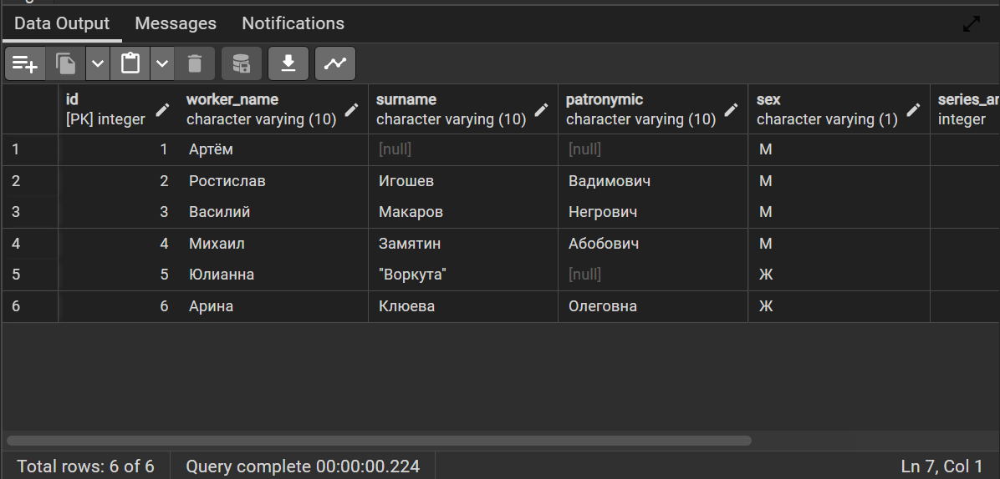 Data Output Messages Notifications
id worker_name surname patronymic sex series_ar
[PK] integer character varying (10) character varying (10) character varying (10) character varying (1) integer
1 1 Артём [null] [null] М
2 2 Ростислав Игошев Вадимович М
3 3 Василий Макаров Негрович М
4 4 Михаил Замятин Абобович М
5 5 Юлианна "Воркута" [null] Ж
6 6 Арина Клюева Олеговна Ж
Total rows: 6 of 6 Query complete 00:00:00.224 Ln 7, Col 1